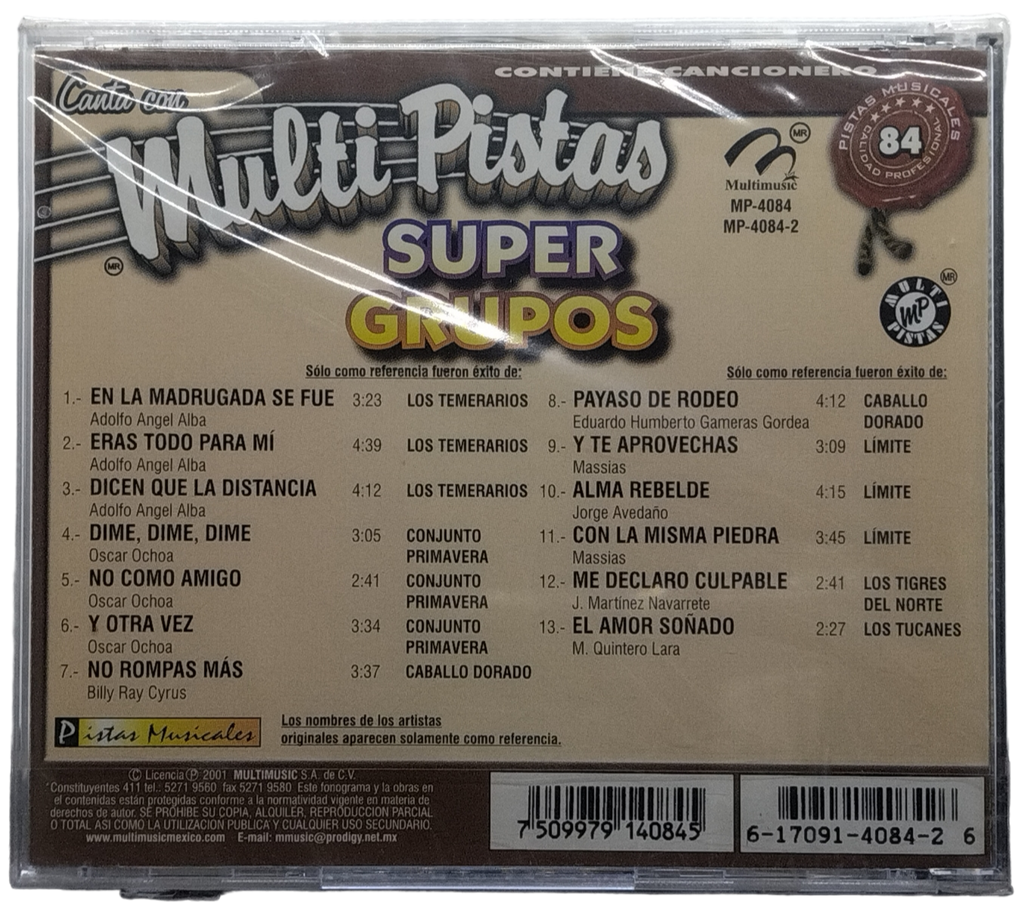 CONTIENE CANCIONERO
Canta con
Multi Pistas
MR
SUPER
GRUPOS
MR
Multimusic
MP-4084
MP-4084-2
PISTAS MUSICALES
84
CALIDAD PROFESIONAL
MR
MULTI
MP
PISTAS
Sólo como referencia fueron éxito de:
1.- EN LA MADRUGADA SE FUE 3:23 LOS TEMERARIOS
Adolfo Angel Alba
2.- ERAS TODO PARA MÍ 4:39 LOS TEMERARIOS
Adolfo Angel Alba
3.- DICEN QUE LA DISTANCIA 4:12 LOS TEMERARIOS
Adolfo Angel Alba
4.- DIME, DIME, DIME 3:05 CONJUNTO
Oscar Ochoa PRIMAVERA
5.- NO COMO AMIGO 2:41 CONJUNTO
Oscar Ochoa PRIMAVERA
6.- Y OTRA VEZ 3:34 CONJUNTO
Oscar Ochoa PRIMAVERA
7.- NO ROMPAS MÁS 3:37 CABALLO DORADO
Billy Ray Cyrus
Sólo como referencia fueron éxito de:
8.- PAYASO DE RODEO 4:12 CABALLO
Eduardo Humberto Gameras Gordea DORADO
9.- Y TE APROVECHAS 3:09 LÍMITE
Massias
10.- ALMA REBELDE 4:15 LÍMITE
Jorge Avedaño
11.- CON LA MISMA PIEDRA 3:45 LÍMITE
Massias
12.- ME DECLARO CULPABLE 2:41 LOS TIGRES
J. Martínez Navarrete DEL NORTE
13.- EL AMOR SOÑADO 2:27 LOS TUCANES
M. Quintero Lara
Pistas Musicales
Los nombres de los artistas
originales aparecen solamente como referencia.
© Licencia ℗ 2001 MULTIMUSIC S.A. de C.V.
Constituyentes 411 tel.: 5271 9560 fax 5271 9580 Este fonograma y la obras en
el contenidas están protegidas conforme a la normatividad vigente en materia de
derechos de autor. SE PROHIBE SU COPIA, ALQUILER, REPRODUCCION PARCIAL
O TOTAL ASI COMO LA UTILIZACION PUBLICA Y CUALQUIER USO SECUNDARIO.
www.multimusicmexico.com E-mail: mmusic@prodigy.net.mx
7 509979 140845
6-17091-4084-2 6